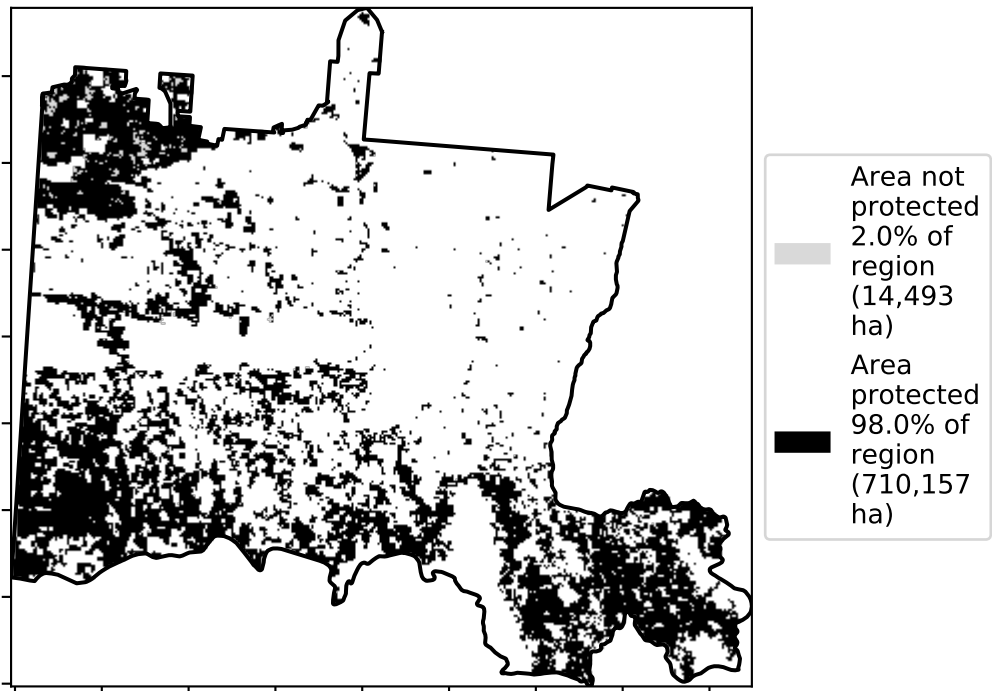 Area not
protected
2.0% of
region
(14,493
ha)
Area
protected
98.0% of
region
(710,157
ha)